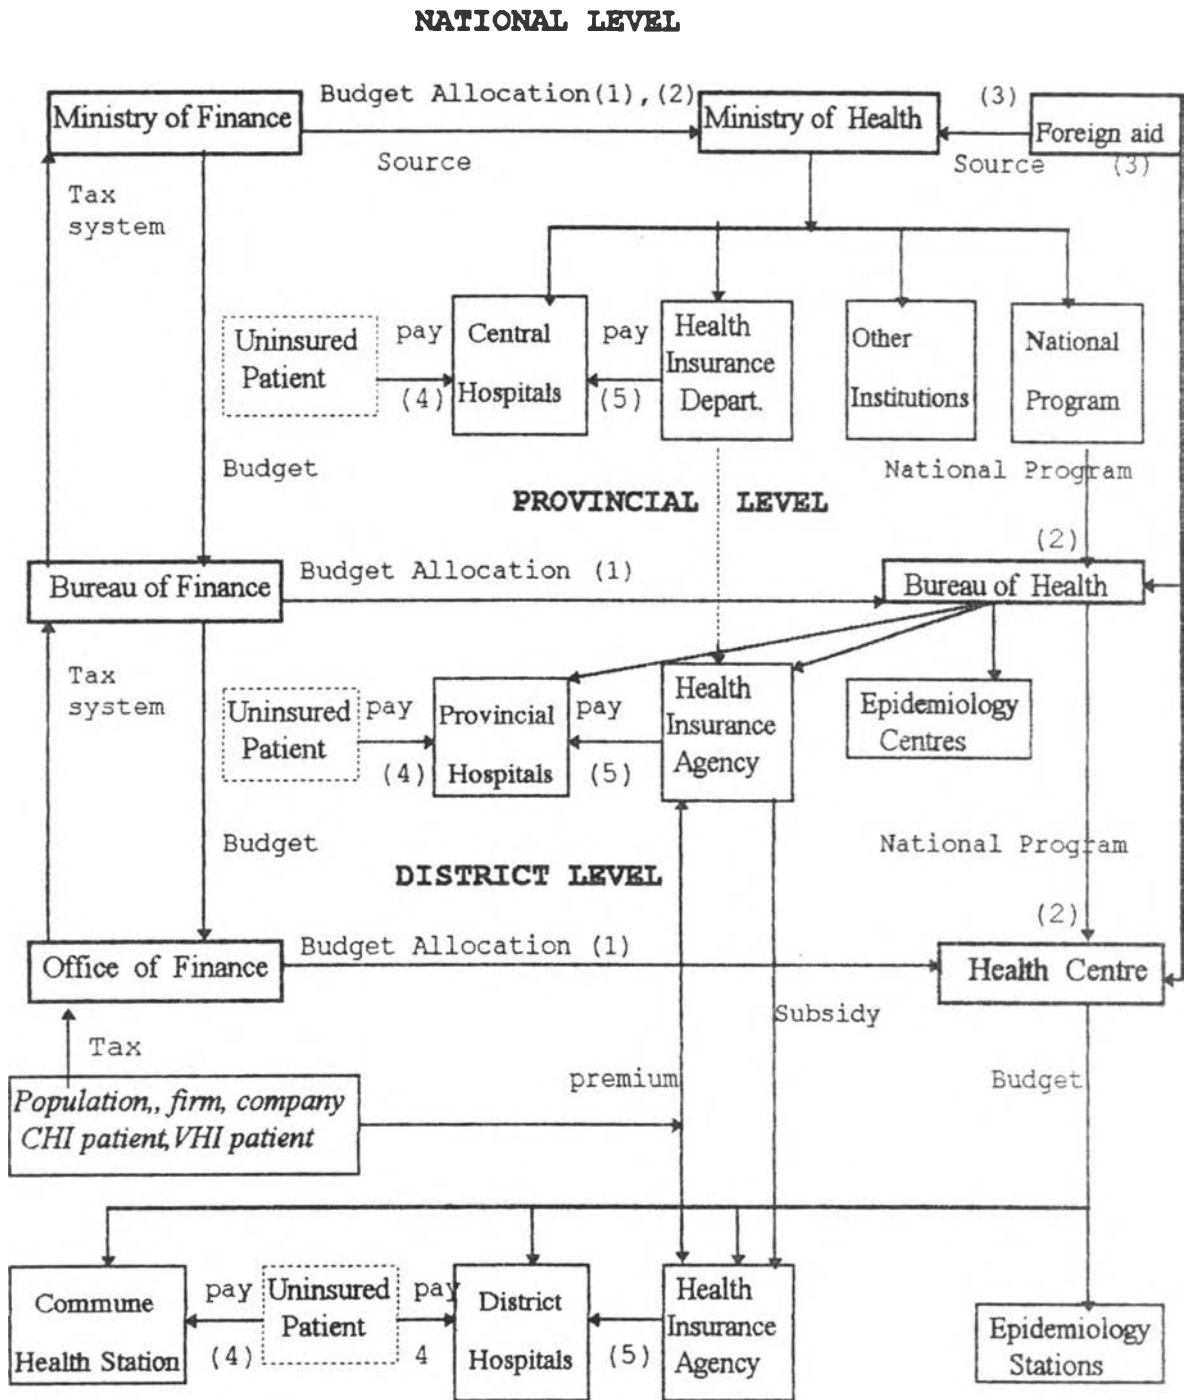 NATIONAL LEVEL
Budget Allocation(1),(2)
Ministry of Finance
Ministry of Health
(3)
Foreign aid
Source
Source
(3)
Tax
system
Uninsured
Patient
pay
(4)
Central
Hospitals
pay
(5)
Health
Insurance
Depart.
Other
Institutions
National
Program
Budget
National Program
PROVINCIAL LEVEL
(2)
Bureau of Finance
Budget Allocation (1)
Bureau of Health
Tax
system
Uninsured
Patient
pay
(4)
Provincial
Hospitals
pay
(5)
Health
Insurance
Agency
Epidemiology
Centres
Budget
National Program
DISTRICT LEVEL
(2)
Office of Finance
Budget Allocation (1)
Health Centre
Subsidy
Tax
premium
Budget
Population,, firm, company
CHI patient, VHI patient
Commune
Health Station
pay
(4)
Uninsured
Patient
pay
4
District
Hospitals
(5)
Health
Insurance
Agency
Epidemiology
Stations